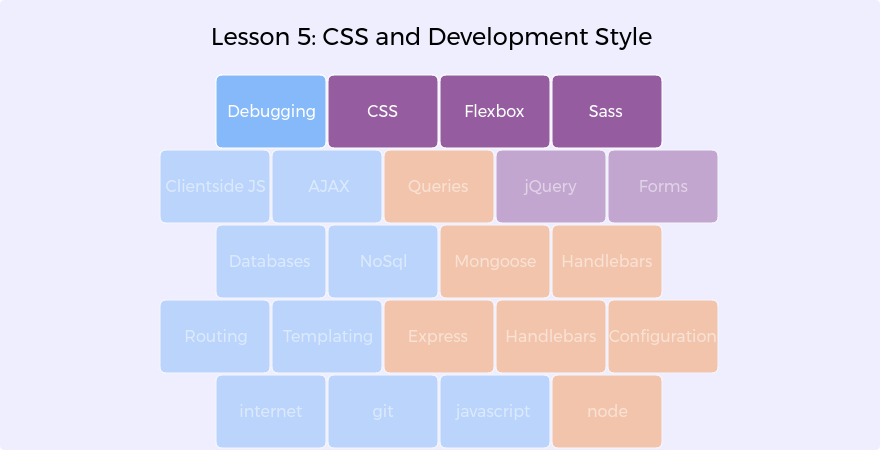 Lesson 5: CSS and Development Style
Debugging CSS Flexbox Sass
Clientside JS AJAX Queries jQuery Forms
Databases NoSql Mongoose Handlebars
Routing Templating Express Handlebars Configuration
internet git javascript node